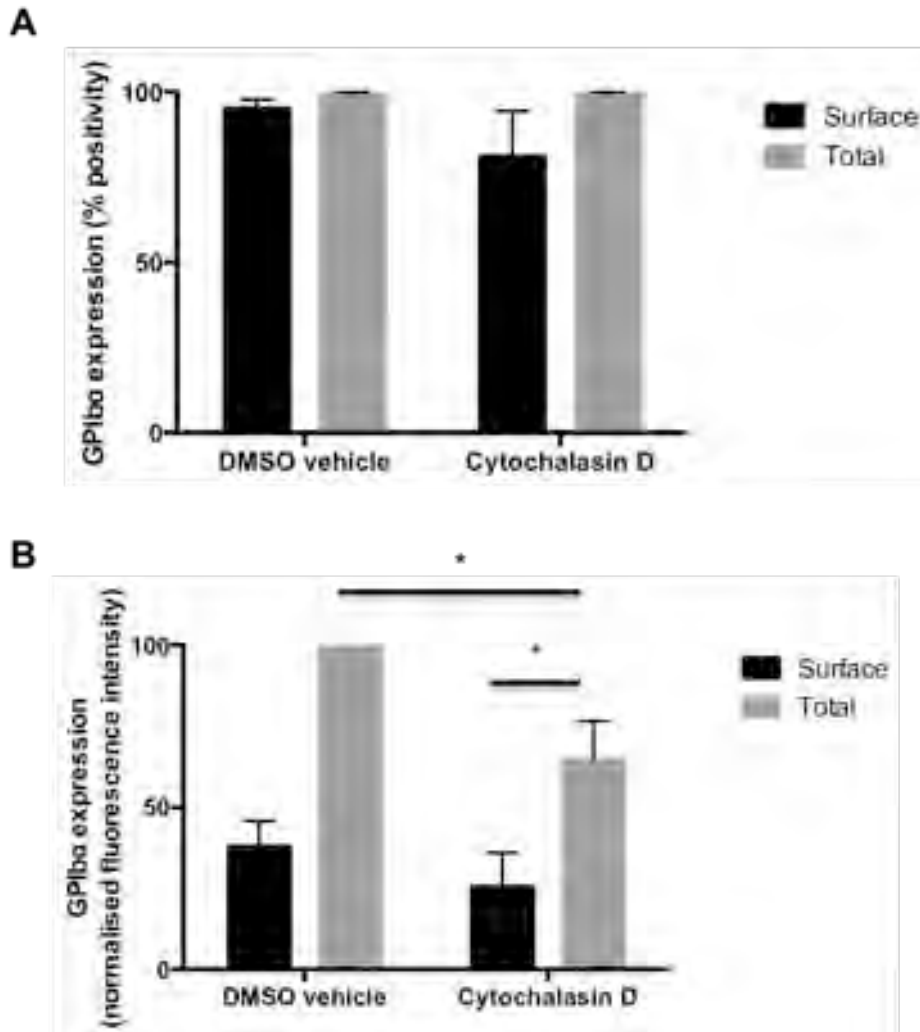 A
GPIbα expression (% positivity)
100
50
0
DMSO vehicle
Cytochalasin D
Surface
Total
B
*
GPIbα expression
(normalised fluorescence intensity)
100
50
0
*
DMSO vehicle
Cytochalasin D
Surface
Total